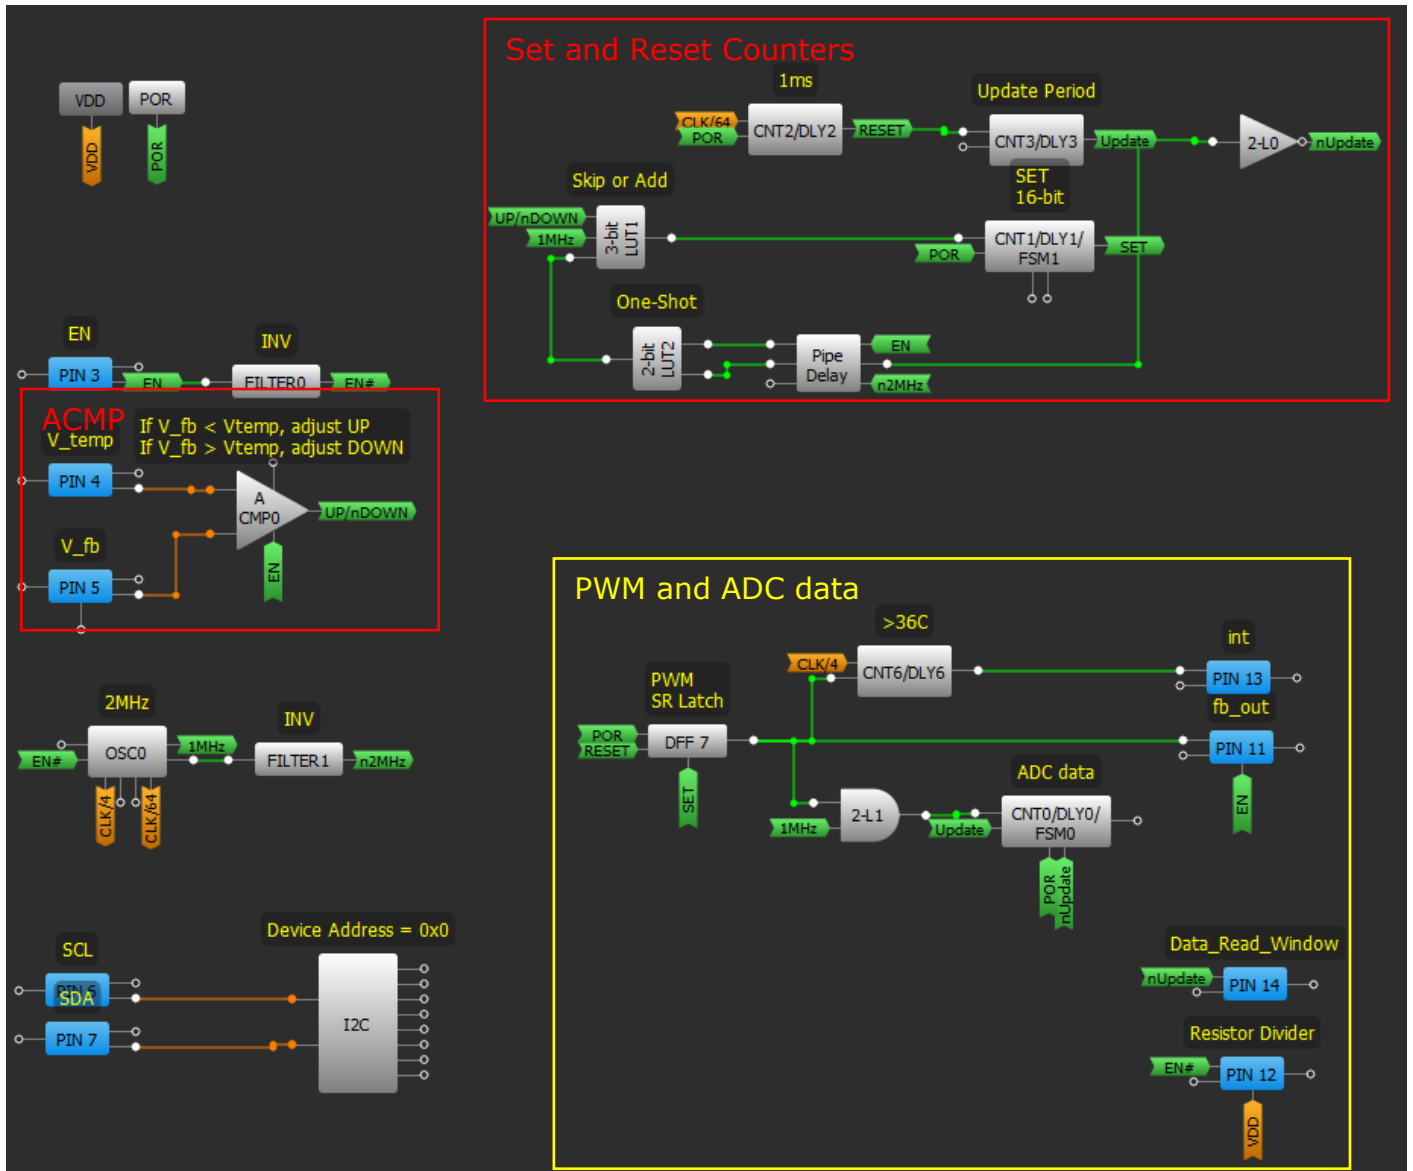 Set and Reset Counters
1ms
CLK/64
POR
CNT2/DLY2
RESET
Update Period
CNT3/DLY3
Update
2-L0
nUpdate
Skip or Add
UP/nDOWN
1MHz
3-bit
LUT1
SET
16-bit
POR
CNT1/DLY1/
FSM1
SET
One-Shot
2-bit
LUT2
Pipe
Delay
EN
n2MHz
VDD
POR
VDD
POR
EN
PIN 3
EN
INV
FILTER0
EN#
ACMP
V_temp
If V_fb < Vtemp, adjust UP
If V_fb > Vtemp, adjust DOWN
PIN 4
A
CMP0
UP/nDOWN
V_fb
PIN 5
EN
2MHz
EN#
OSC0
1MHz
CLK/4
CLK/64
INV
FILTER1
n2MHz
SCL
PIN 6
SDA
PIN 7
Device Address = 0x0
I2C
PWM and ADC data
>36C
CLK/4
CNT6/DLY6
int
PIN 13
fb_out
PIN 11
EN
PWM
SR Latch
POR
RESET
DFF 7
SET
1MHz
2-L1
Update
ADC data
CNT0/DLY0/
FSM0
POR
nUpdate
Data_Read_Window
nUpdate
PIN 14
Resistor Divider
EN#
PIN 12
VDD